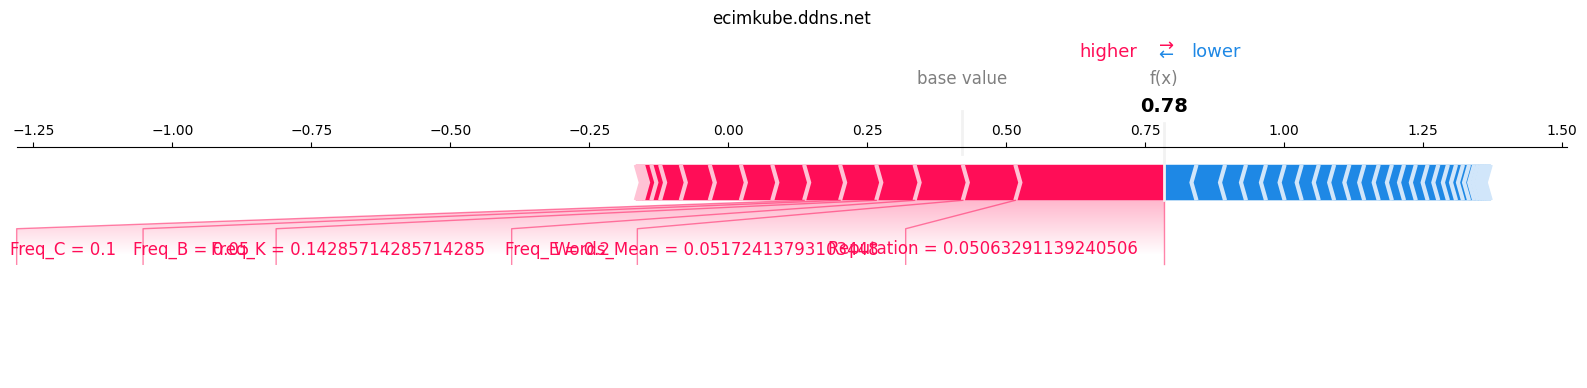 ecimkube.ddns.net
higher ⇄ lower
base value f(x)
0.78
−1.25 −1.00 −0.75 −0.50 −0.25 0.00 0.25 0.50 0.75 1.00 1.25 1.50
Freq_C = 0.1 Freq_B = 0.05 Freq_K = 0.14285714285714285 Freq_E = 0.2 Words_Mean = 0.05172413793103448 Reputation = 0.05063291139240506